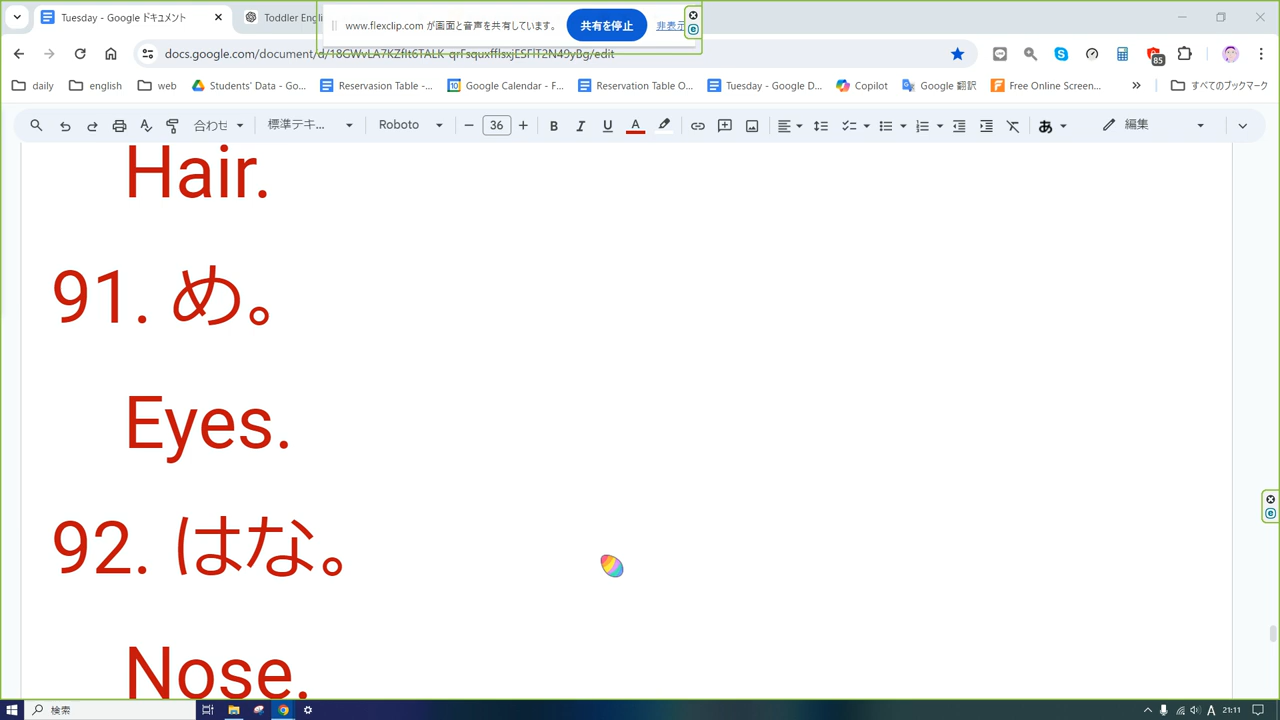 Tuesday - Google ドキュメント
Toddler Engli
www.flexclip.com が画面と音声を共有しています。
共有を停止
非表示
docs.google.com/document/d/
/edit
85
daily
english
web
Students' Data - Go...
Reservasion Table -...
Google Calendar - F...
Reservation Table O...
Tuesday - Google D...
Copilot
Google 翻訳
Free Online Screen...
»
すべてのブックマーク
合わせ
標準テキ...
Roboto
36
B
I
U
A
あ
編集
Hair.
91. め。
Eyes.
92. はな。
Nose.
検索
A
21:11